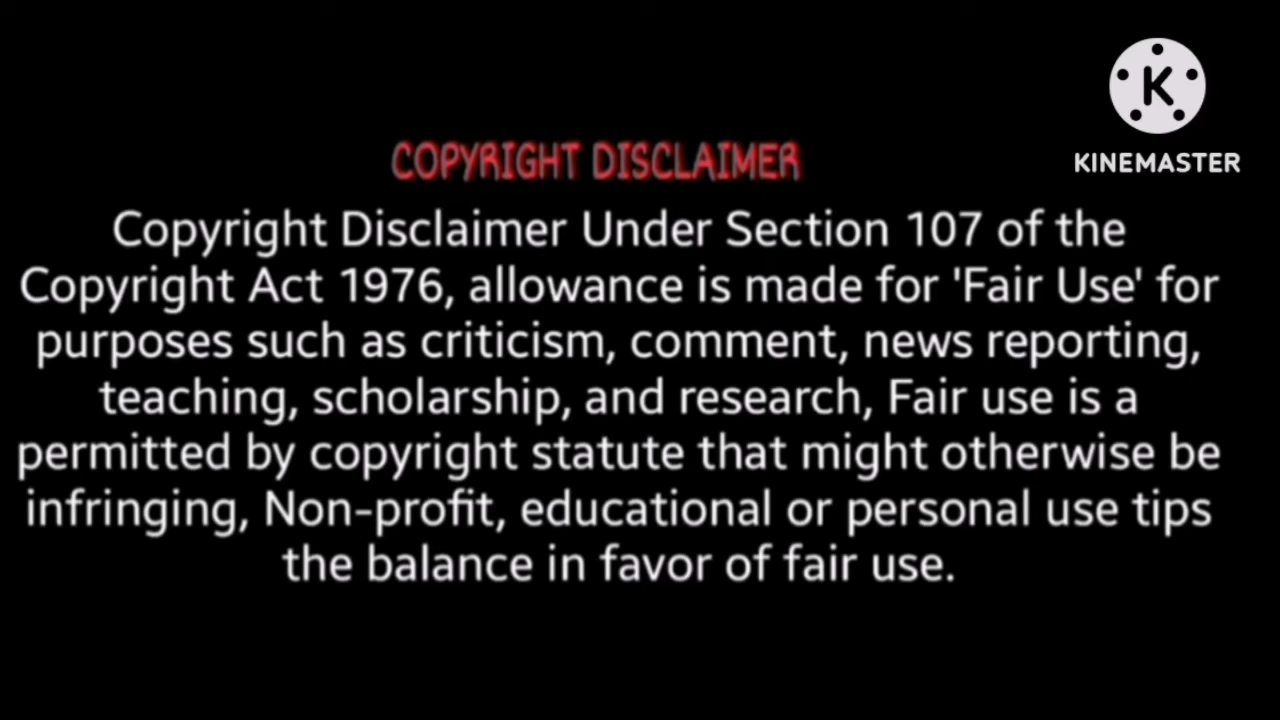 K
KINEMASTER
COPYRIGHT DISCLAIMER
Copyright Disclaimer Under Section 107 of the
Copyright Act 1976, allowance is made for 'Fair Use' for
purposes such as criticism, comment, news reporting,
teaching, scholarship, and research, Fair use is a
permitted by copyright statute that might otherwise be
infringing, Non-profit, educational or personal use tips
the balance in favor of fair use.